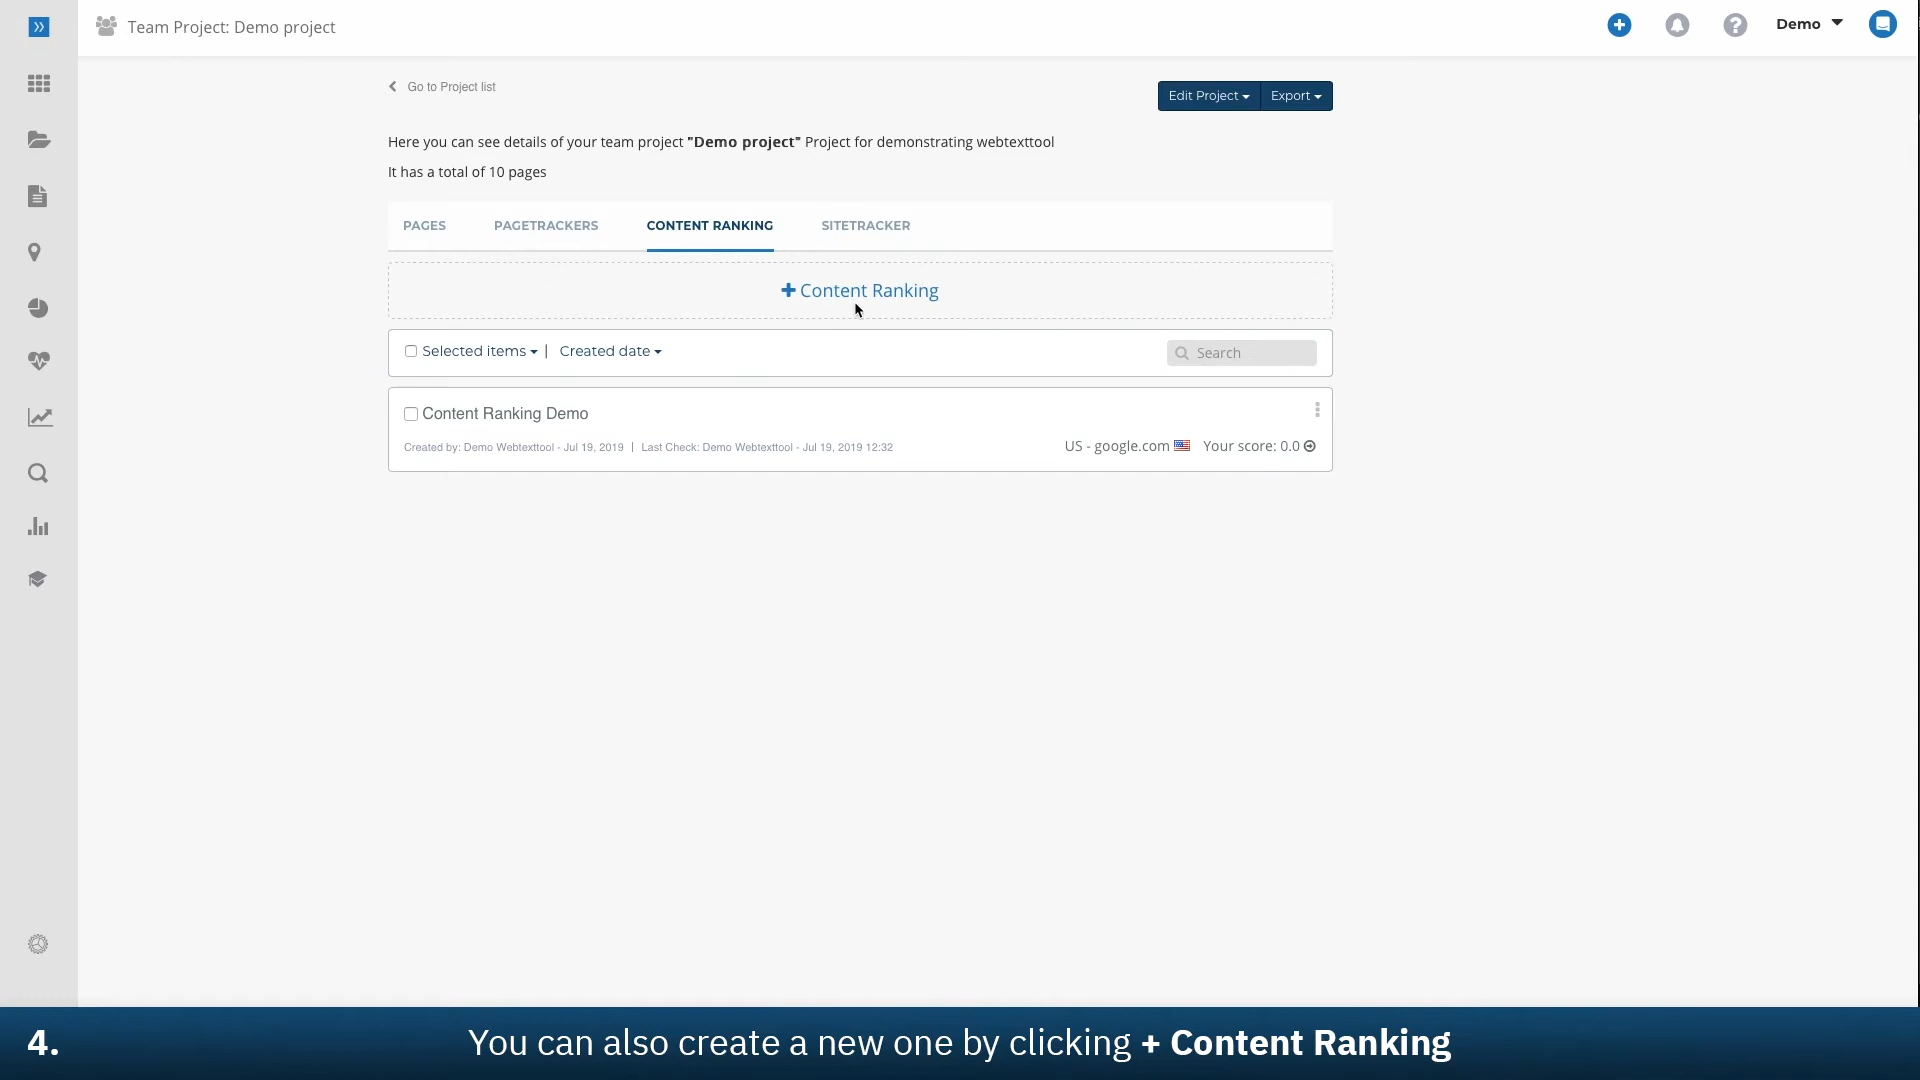 Team Project: Demo project
Demo
Go to Project list
Edit Project
Export
Here you can see details of your team project "Demo project" Project for demonstrating webtexttool
It has a total of 10 pages
PAGES
PAGETRACKERS
CONTENT RANKING
SITETRACKER
+ Content Ranking
Selected items | Created date
Search
Content Ranking Demo
Created by: Demo Webtexttool - Jul 19, 2019 | Last Check: Demo Webtexttool - Jul 19, 2019 12:32
US - google.com Your score: 0.0
4. You can also create a new one by clicking + Content Ranking